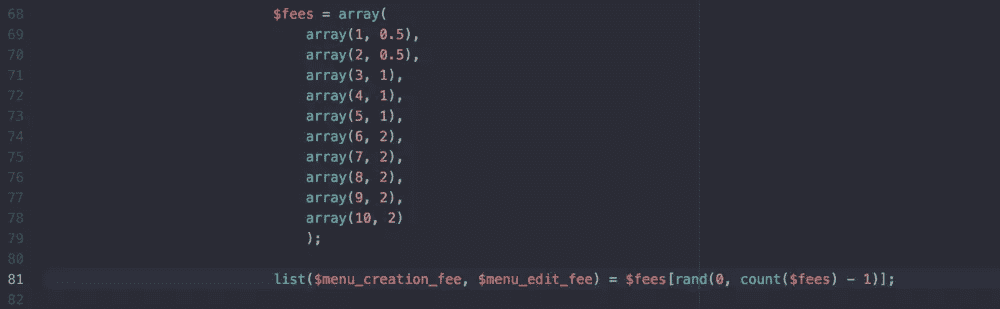 68 $fees = array(
69 array(1, 0.5),
70 array(2, 0.5),
71 array(3, 1),
72 array(4, 1),
73 array(5, 1),
74 array(6, 2),
75 array(7, 2),
76 array(8, 2),
77 array(9, 2),
78 array(10, 2)
79 );
80
81 list($menu_creation_fee, $menu_edit_fee) = $fees[rand(0, count($fees) - 1)];
82